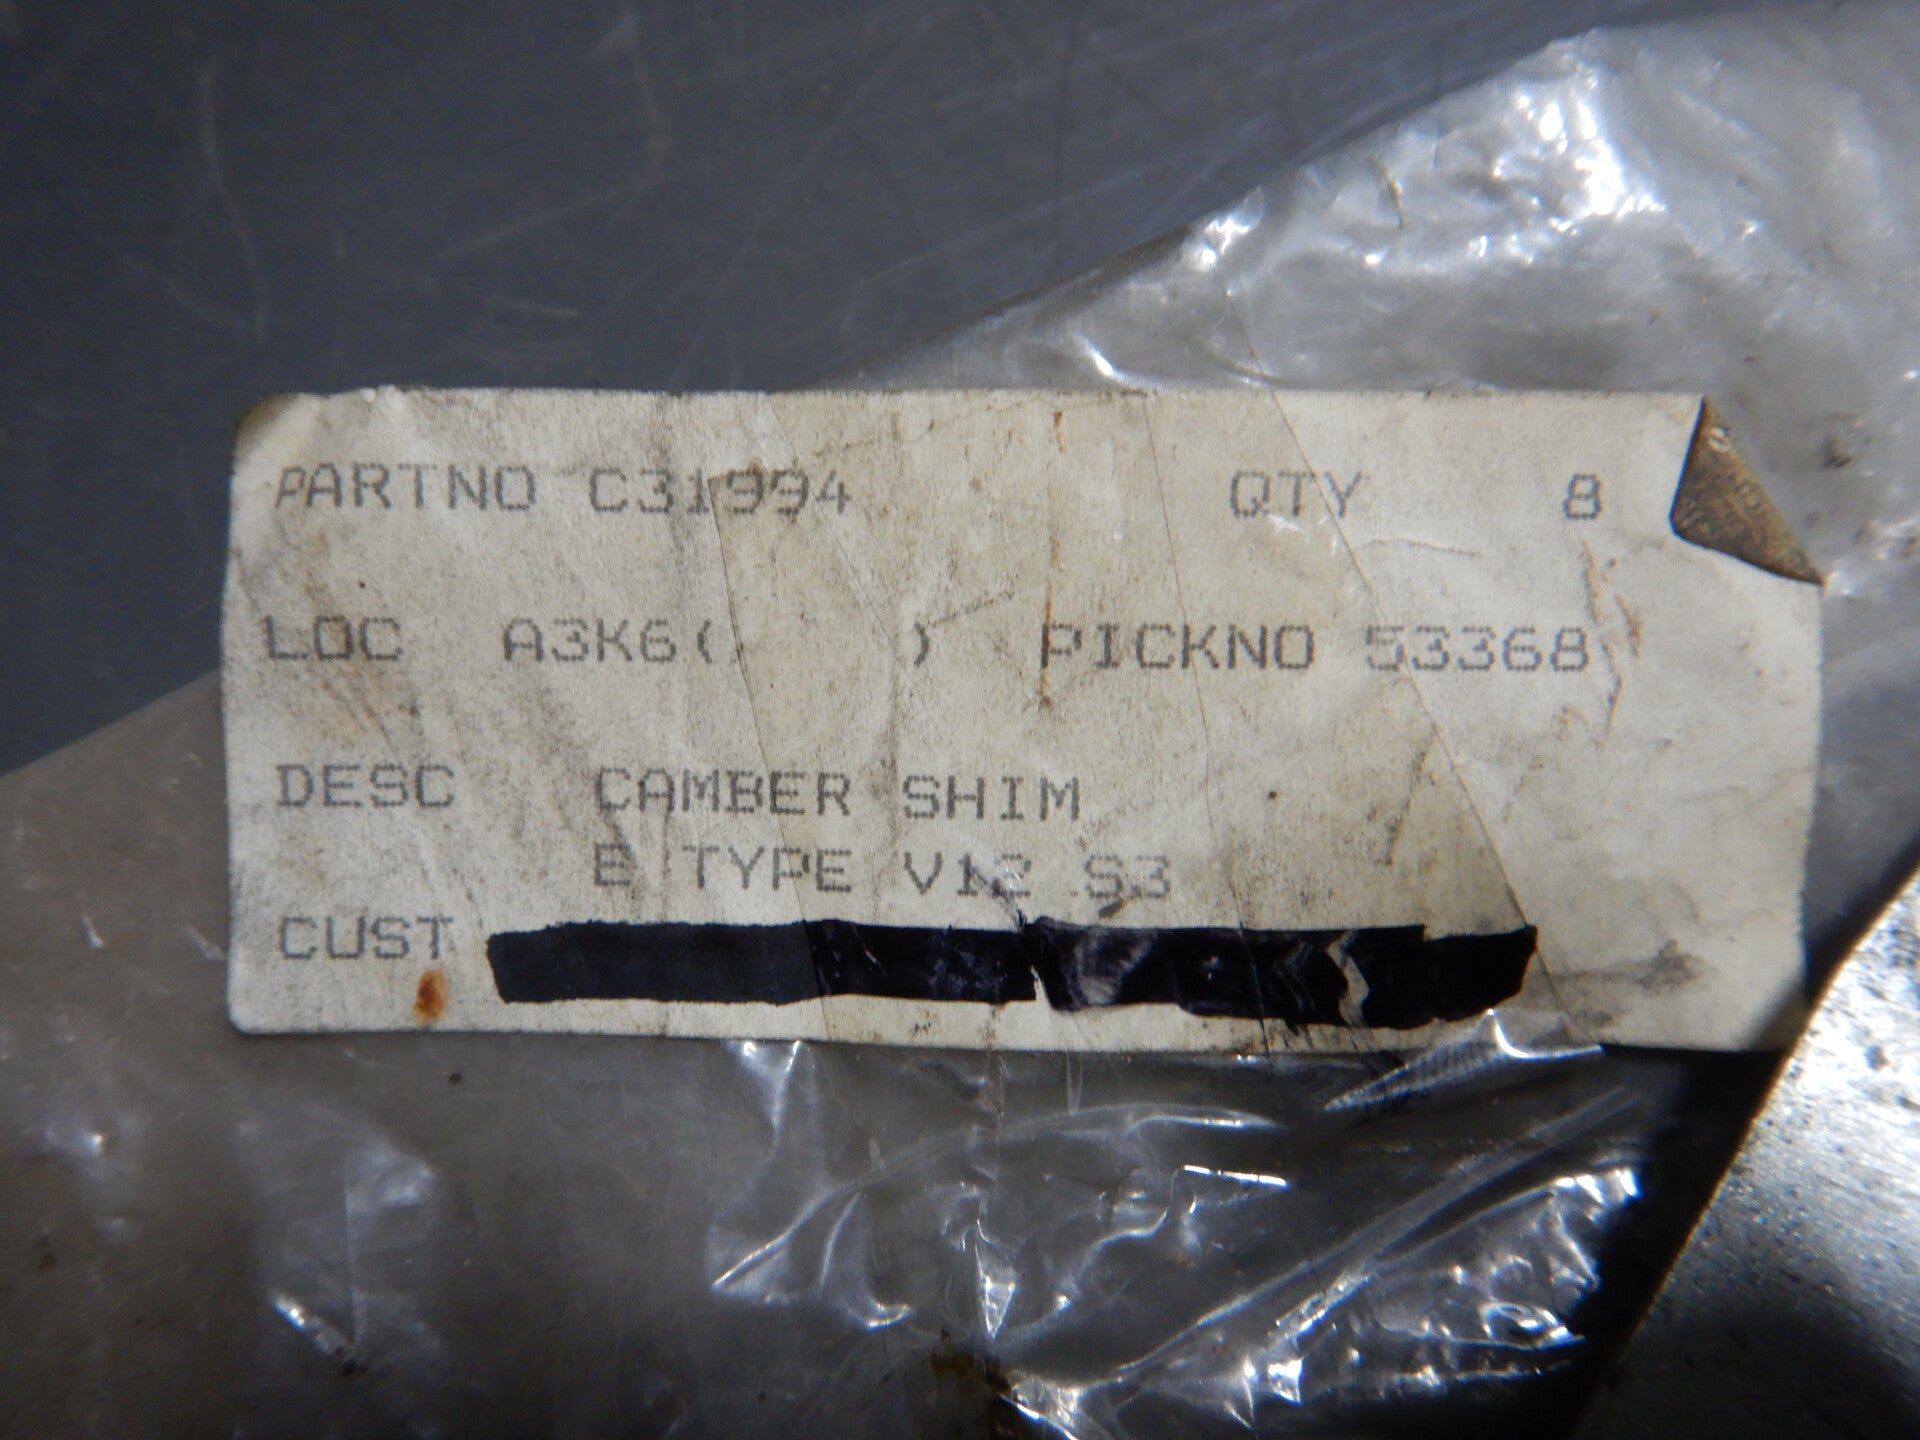 PARTNO C31994 QTY 8
LOC A3K6( ) PICKNO 53368
DESC CAMBER SHIM
E TYPE V12 S3
CUST